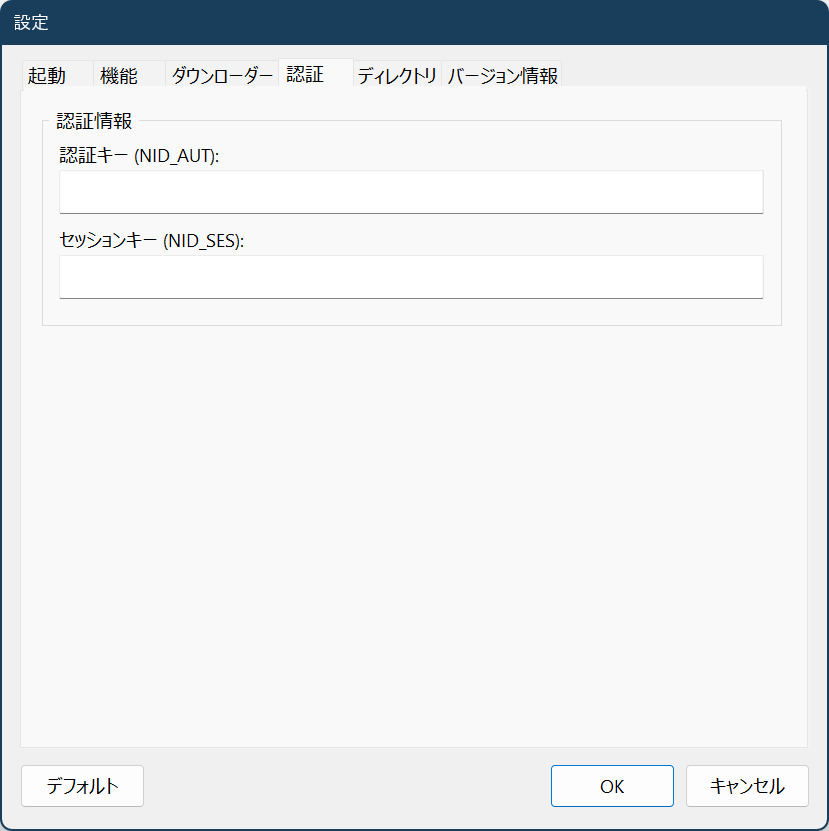 設定
起動 機能 ダウンローダー 認証 ディレクトリ バージョン情報
認証情報
認証キー (NID_AUT):
セッションキー (NID_SES):
デフォルト OK キャンセル